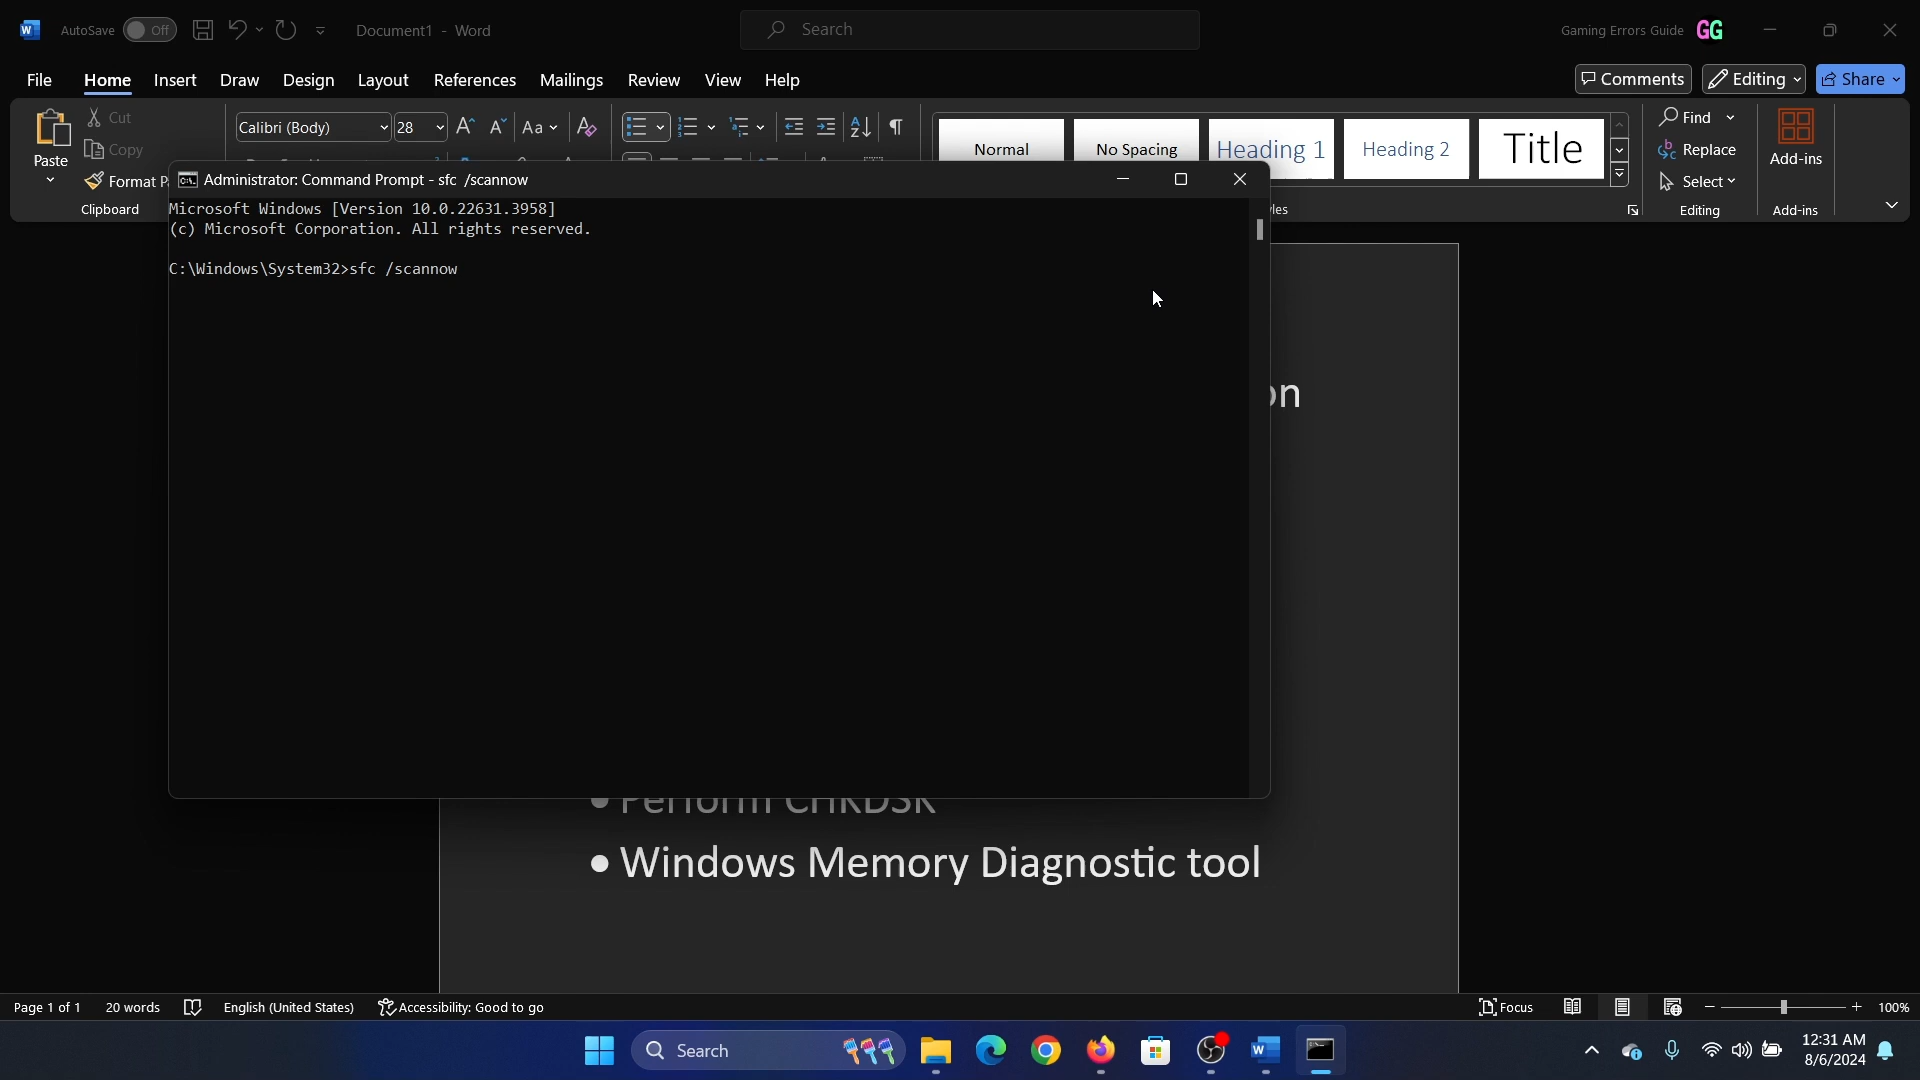 AutoSave Off Document1 - Word Search Gaming Errors Guide GG
File Home Insert Draw Design Layout References Mailings Review View Help Comments Editing Share
Paste Cut Calibri (Body) 28 Aa Normal No Spacing Heading 1 Heading 2 Title Find Add-ins
Copy Replace
Format P Select
Clipboard les Editing Add-ins
Administrator: Command Prompt - sfc /scannow
Microsoft Windows [Version 10.0.22631.3958]
(c) Microsoft Corporation. All rights reserved.
C:\Windows\System32>sfc /scannow
on
• Perform CHKDSK
• Windows Memory Diagnostic tool
Page 1 of 1 20 words English (United States) Accessibility: Good to go Focus 100%
Search 12:31 AM
8/6/2024